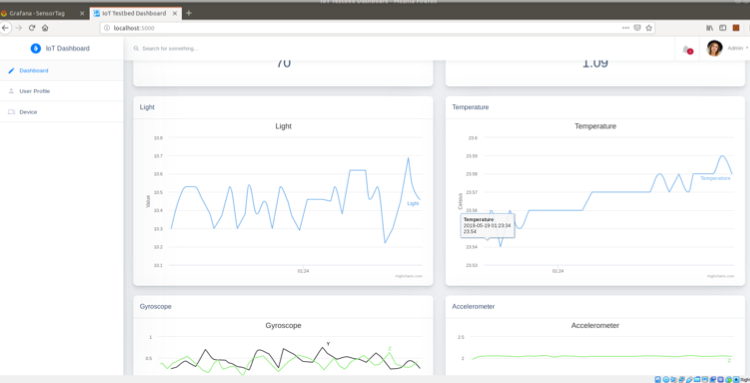 IoT Testbed Dashboard - Mozilla Firefox
Grafana - SensorTag
IoT Testbed Dashboard
localhost:5000
IoT Dashboard
Search for something...
Admin
Dashboard
User Profile
Device
70
1.09
Light
Light
10.8
10.7
10.6
10.5
10.4
10.3
10.2
10.1
Value
Light
01:24
Highcharts.com
Temperature
Temperature
23.6
23.59
23.58
23.57
23.56
23.54
23.53
Celsius
Temperature
Temperature
2019-05-19 01:23:34
23.54
01:24
Highcharts.com
Gyroscope
Gyroscope
1
0.5
Y
Z
Accelerometer
Accelerometer
2.5
2
Z
Right